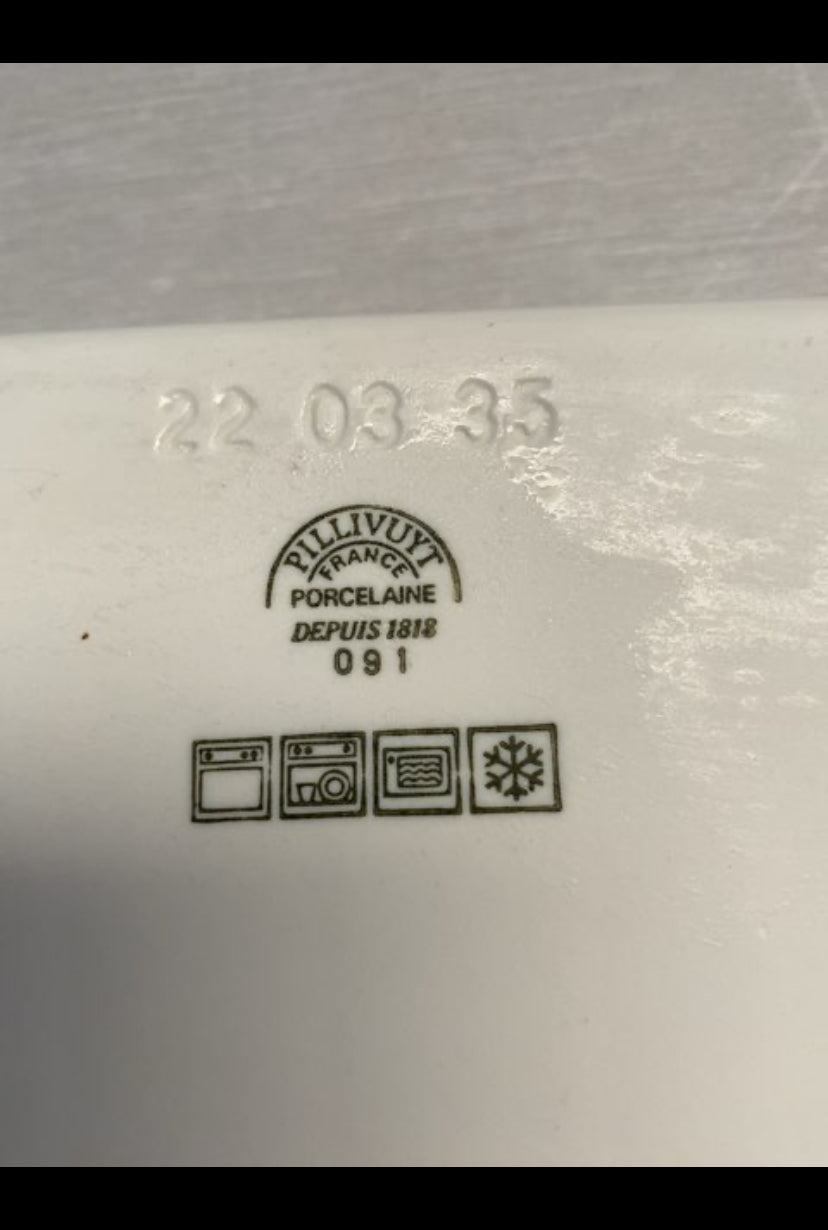 22 03 35
PILLIVUYT
FRANCE
PORCELAINE
DEPUIS 1818
091